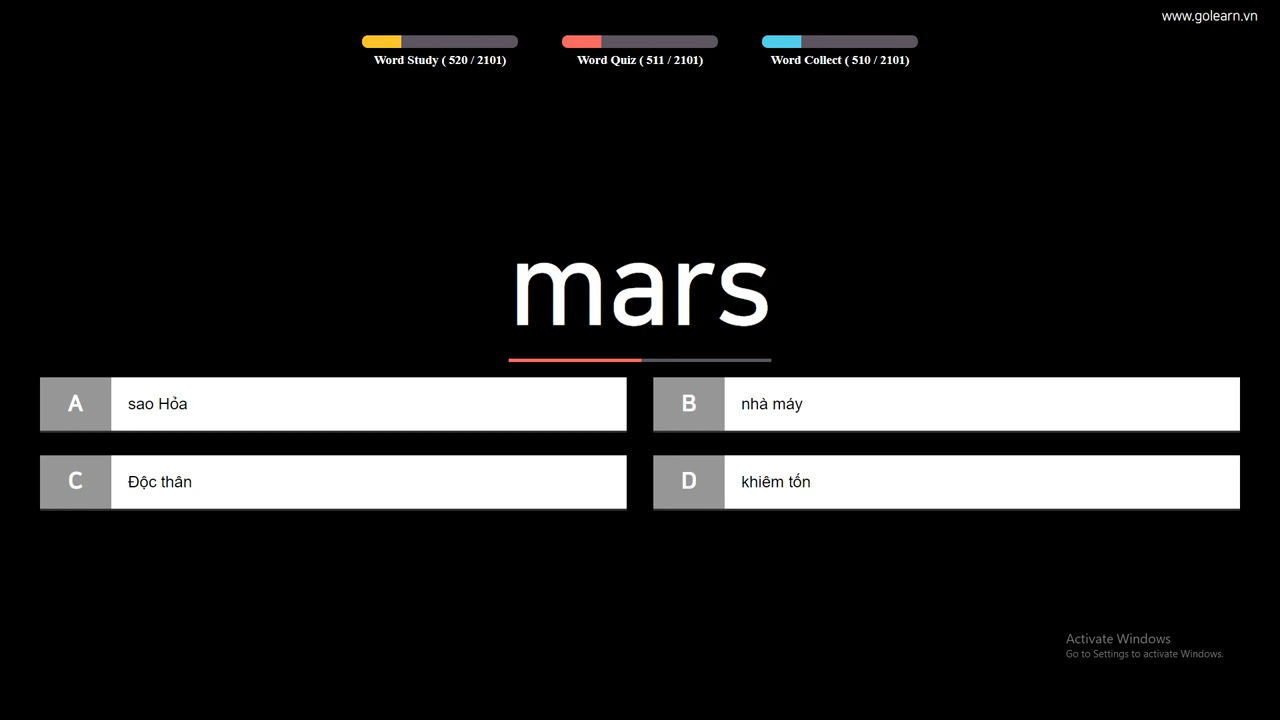 www.golearn.vn
Word Study ( 520 / 2101)
Word Quiz ( 511 / 2101)
Word Collect ( 510 / 2101)
mars
A sao Hỏa
B nhà máy
C Độc thân
D khiêm tốn
Activate Windows
Go to Settings to activate Windows.